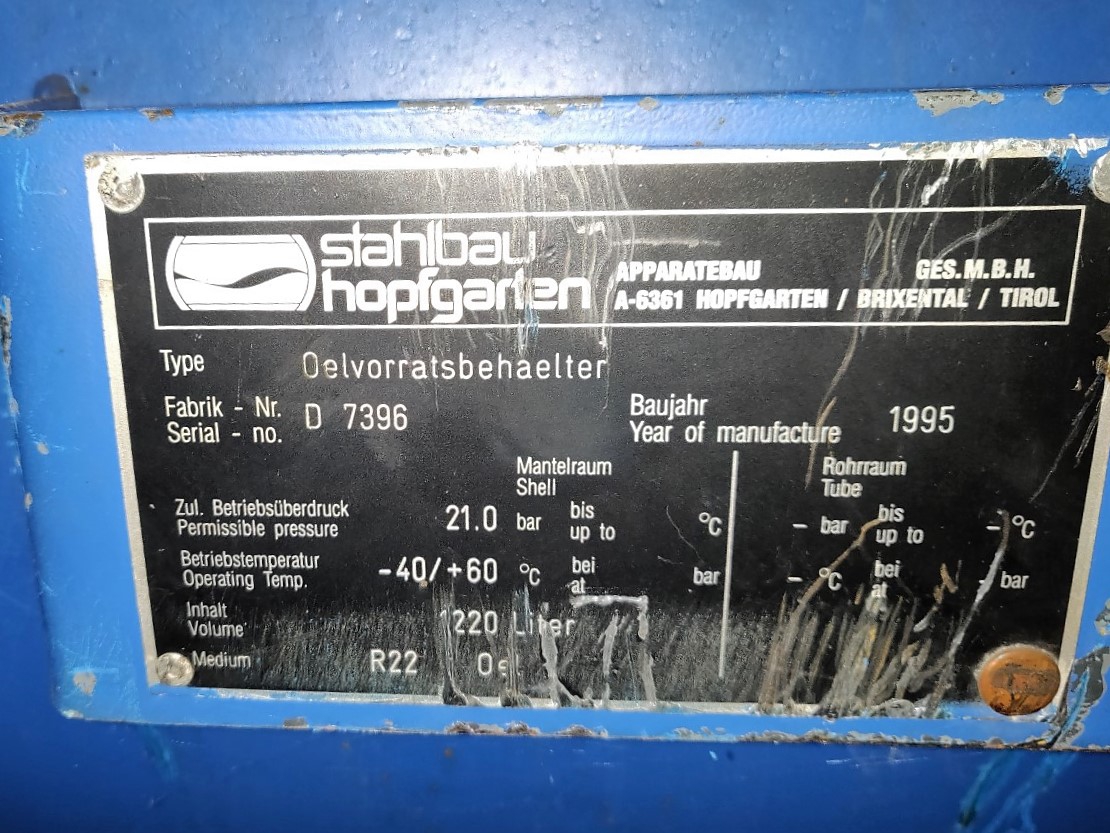 stahlbau
hopfgarten
APPARATEBAU GES.M.B.H.
A-6361 HOPFGARTEN / BRIXENTAL / TIROL
Type Oelvorratsbehaelter
Fabrik - Nr. D 7396 Baujahr 1995
Serial - no. Year of manufacture
Mantelraum Rohrraum
Shell Tube
Zul. Betriebsüberdruck 21.0 bar bis °C – bar bis – °C
Permissible pressure up to up to
Betriebstemperatur -40/+60 °C bei bar – °C bei - bar
Operating Temp. at at
Inhalt 1220 Liter
Volume
Medium R22 Oel